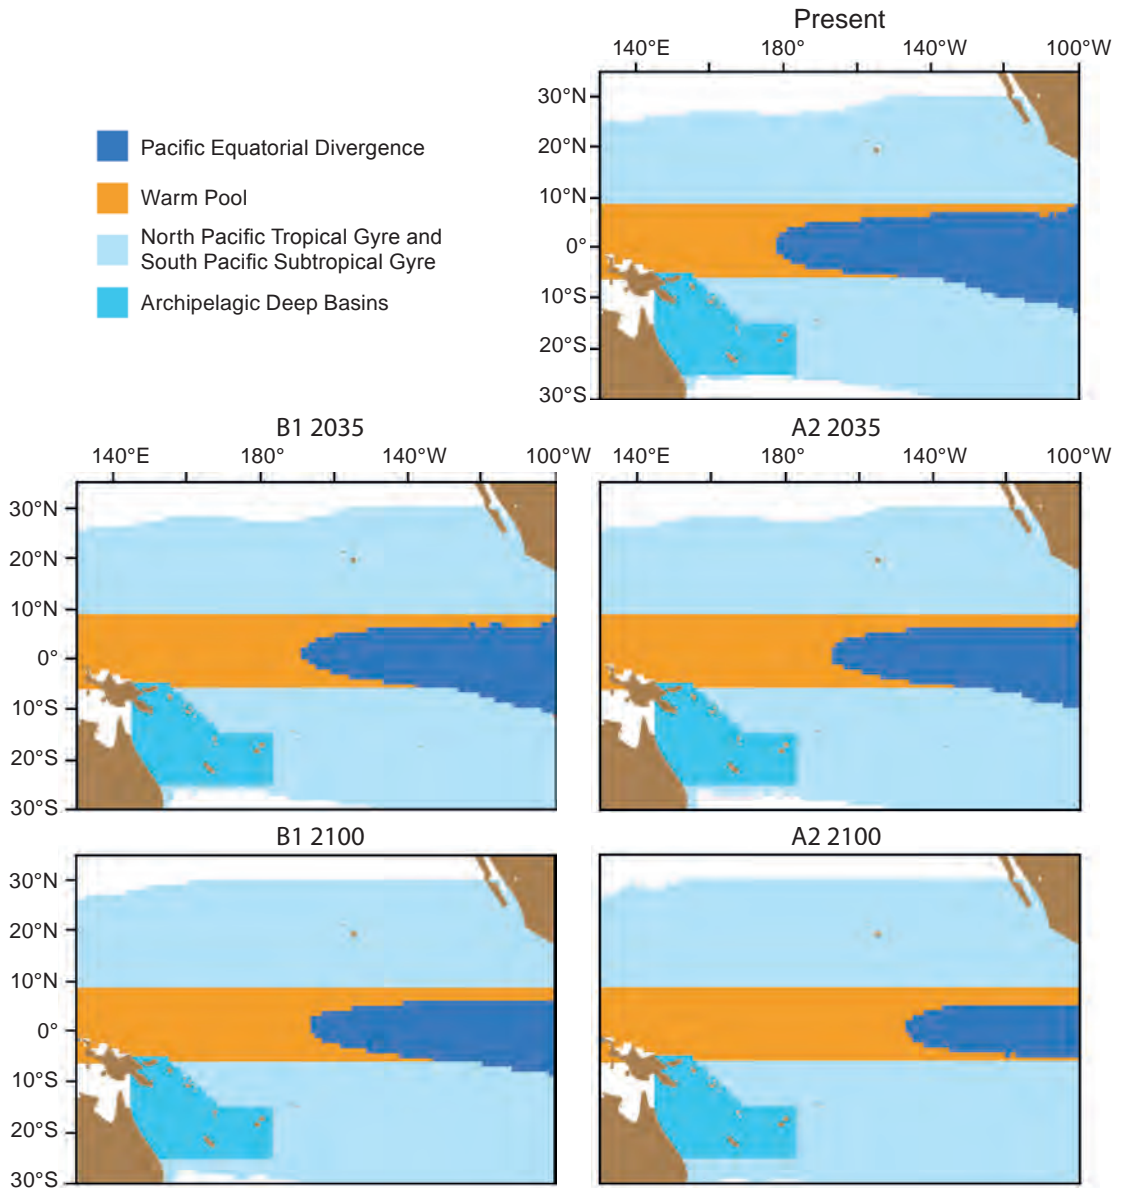 Present
140°E 180° 140°W 100°W
30°N
20°N
10°N
0°
10°S
20°S
30°S
Pacific Equatorial Divergence
Warm Pool
North Pacific Tropical Gyre and
South Pacific Subtropical Gyre
Archipelagic Deep Basins
B1 2035
140°E 180° 140°W 100°W
30°N
20°N
10°N
0°
10°S
20°S
30°S
A2 2035
140°E 180° 140°W 100°W
B1 2100
30°N
20°N
10°N
0°
10°S
20°S
30°S
A2 2100